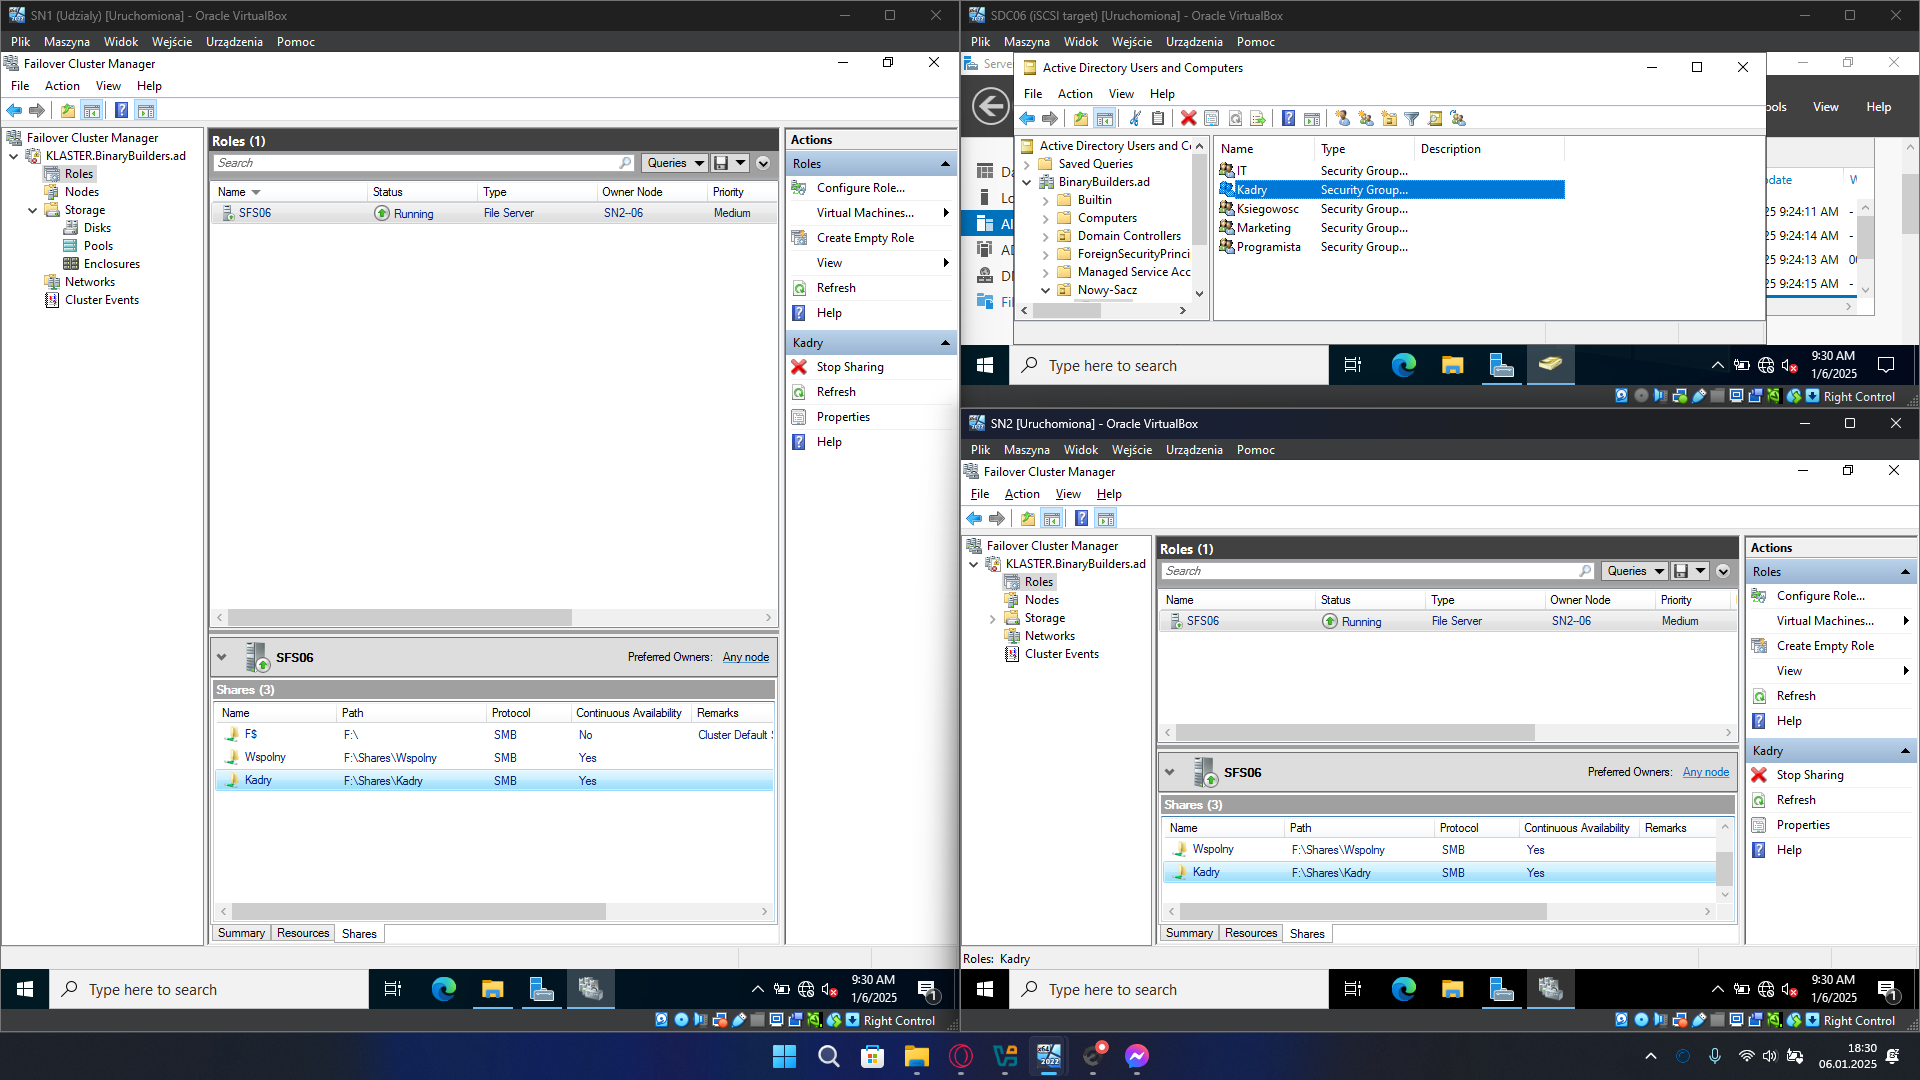 SN1 (Udzialy) [Uruchomiona] - Oracle VirtualBox
Plik Maszyna Widok Wejście Urządzenia Pomoc
Failover Cluster Manager
File Action View Help
Failover Cluster Manager
KLASTER.BinaryBuilders.ad
Roles
Nodes
Storage
Disks
Pools
Enclosures
Networks
Cluster Events
Roles (1)
Search
Queries
Name Status Type Owner Node Priority
SFS06 Running File Server SN2-06 Medium
SFS06
Preferred Owners: Any node
Shares (3)
Name Path Protocol Continuous Availability Remarks
F$ F:\ SMB No Cluster Default
Wspolny F:\Shares\Wspolny SMB Yes
Kadry F:\Shares\Kadry SMB Yes
Summary Resources Shares
Actions
Roles
Configure Role...
Virtual Machines...
Create Empty Role
View
Refresh
Help
Kadry
Stop Sharing
Refresh
Properties
Help
Type here to search
9:30 AM
1/6/2025
1
Right Control
SDC06 (iSCSI target) [Uruchomiona] - Oracle VirtualBox
Plik Maszyna Widok Wejście Urządzenia Pomoc
Serve
Active Directory Users and Computers
File Action View Help
ools View Help
Active Directory Users and C
Saved Queries
BinaryBuilders.ad
Builtin
Computers
Domain Controllers
ForeignSecurityPrinci
Managed Service Acc
Nowy-Sacz
Name Type Description
IT Security Group...
Kadry Security Group...
Ksiegowosc Security Group...
Marketing Security Group...
Programista Security Group...
pdate
25 9:24:11 AM -
25 9:24:14 AM -
25 9:24:13 AM 0
25 9:24:15 AM -
Type here to search
9:30 AM
1/6/2025
Right Control
SN2 [Uruchomiona] - Oracle VirtualBox
Plik Maszyna Widok Wejście Urządzenia Pomoc
Failover Cluster Manager
File Action View Help
Failover Cluster Manager
KLASTER.BinaryBuilders.ad
Roles
Nodes
Storage
Networks
Cluster Events
Roles (1)
Search
Queries
Name Status Type Owner Node Priority
SFS06 Running File Server SN2-06 Medium
SFS06
Preferred Owners: Any node
Shares (3)
Name Path Protocol Continuous Availability Remarks
Wspolny F:\Shares\Wspolny SMB Yes
Kadry F:\Shares\Kadry SMB Yes
Summary Resources Shares
Actions
Roles
Configure Role...
Virtual Machines...
Create Empty Role
View
Refresh
Help
Kadry
Stop Sharing
Refresh
Properties
Help
Roles: Kadry
Type here to search
9:30 AM
1/6/2025
1
Right Control
18:30
06.01.2025